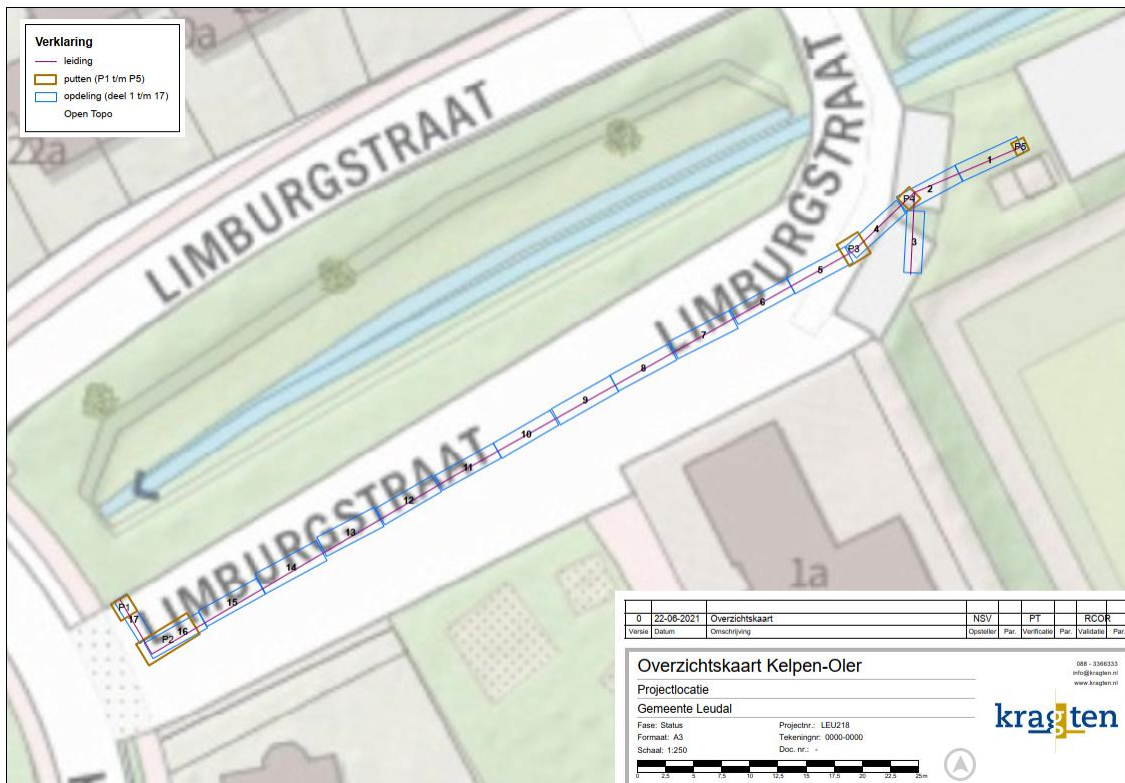 Verklaring
leiding
putten (P1 t/m P5)
opdeling (deel 1 t/m 17)
Open Topo
22a
LIMBURGSTRAAT
LIMBURGSTRAAT
LIMBURGSTRAAT
LIMBURGSTRAAT
LIMBURGSTRAAT
P5
1
2
P4
4
3
P3
5
6
7
8
9
10
11
12
13
14
15
16
P2
17
P1
1a
0 22-06-2021 Overzichtskaart NSV PT RCOR
Versie Datum Omschrijving Opsteller Par. Verificatie Par. Validatie Par.
Overzichtskaart Kelpen-Oler
Projectlocatie
Gemeente Leudal
Fase: Status Projectnr.: LEU218
Formaat: A3 Tekeningnr: 0000-0000
Schaal: 1:250 Doc. nr.: -
0 2,5 5 7,5 10 12,5 15 17,5 20 22,5 25m
088 - 3366333
info@kragten.nl
www.kragten.nl
kragten